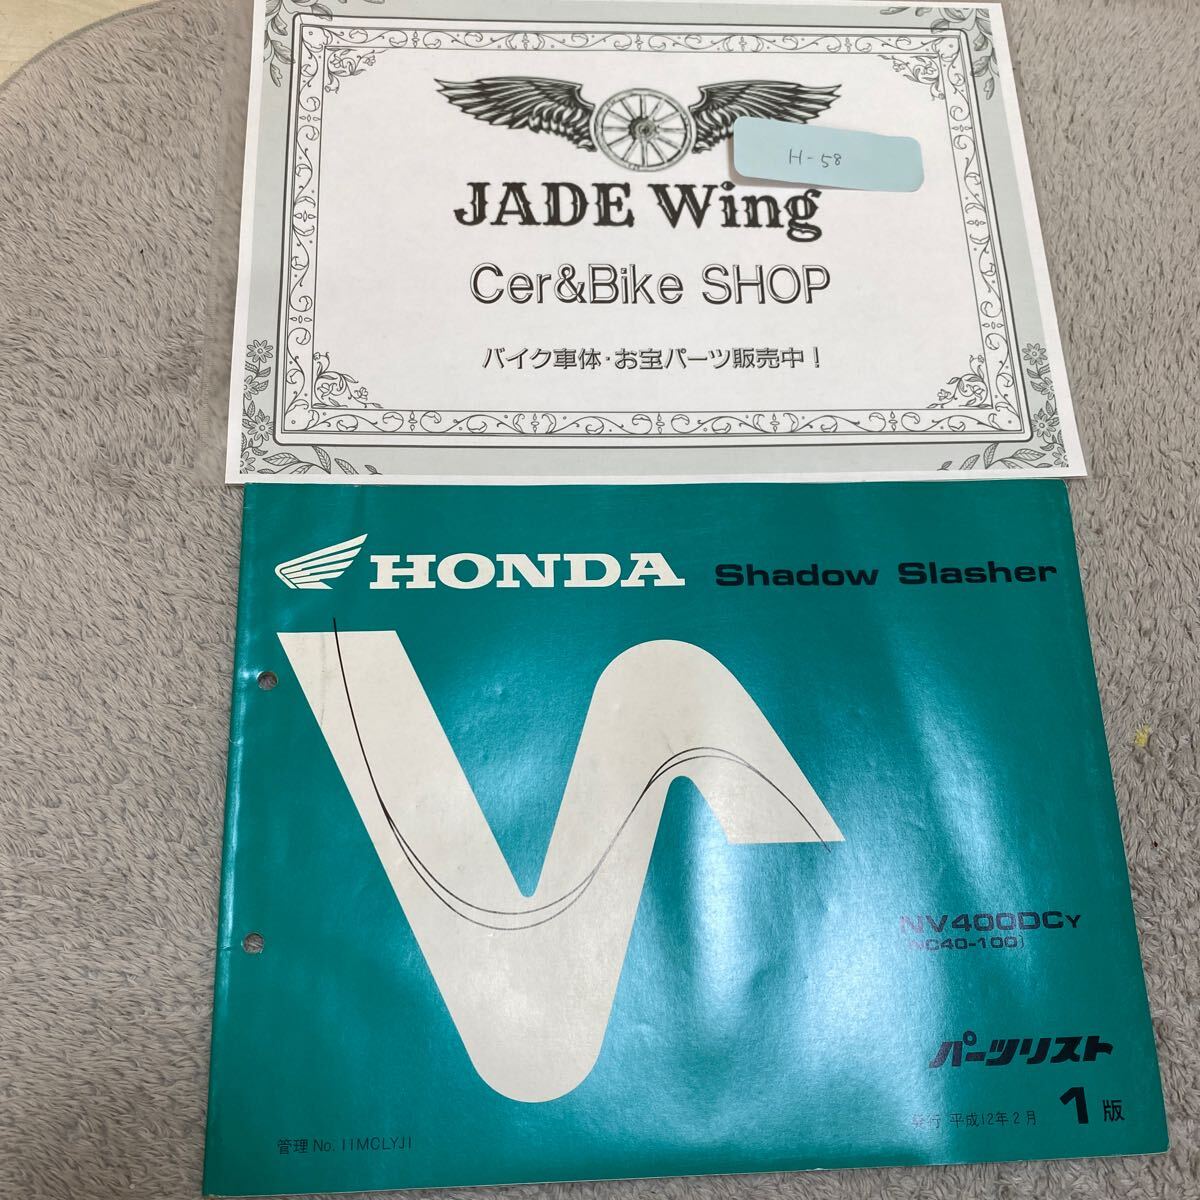 H-58
JADE Wing
Cer&Bike SHOP
バイク車体・お宝パーツ販売中！
HONDA Shadow Slasher
NV400DCY
(NC40-100)
パーツリスト
発行 平成12年2月 1版
管理 No. 11MCLYJ1